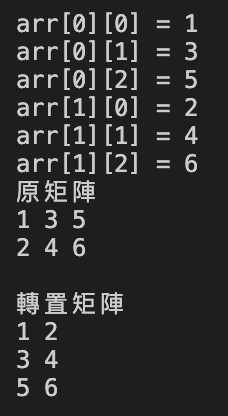 arr[0][0] = 1
arr[0][1] = 3
arr[0][2] = 5
arr[1][0] = 2
arr[1][1] = 4
arr[1][2] = 6
原矩陣
1 3 5
2 4 6
轉置矩陣
1 2
3 4
5 6